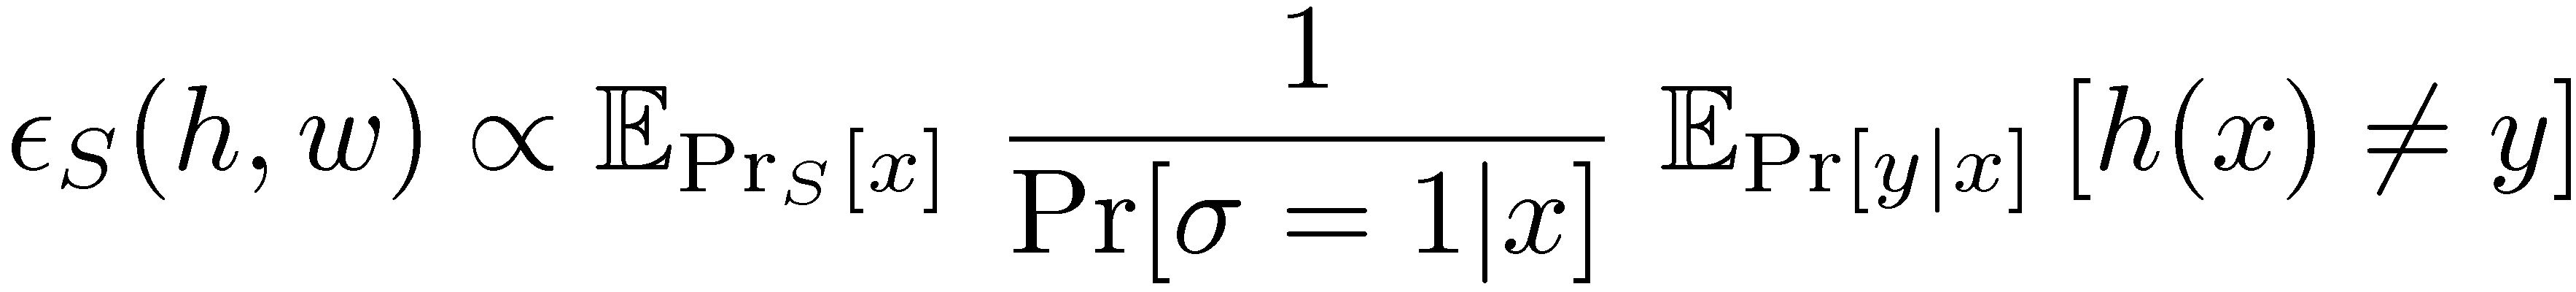 ϵ_S(h, w) ∝ 𝔼_{Pr_S[x]} \frac{1}{Pr[σ = 1|x]} 𝔼_{Pr[y|x]} [h(x) ≠ y]